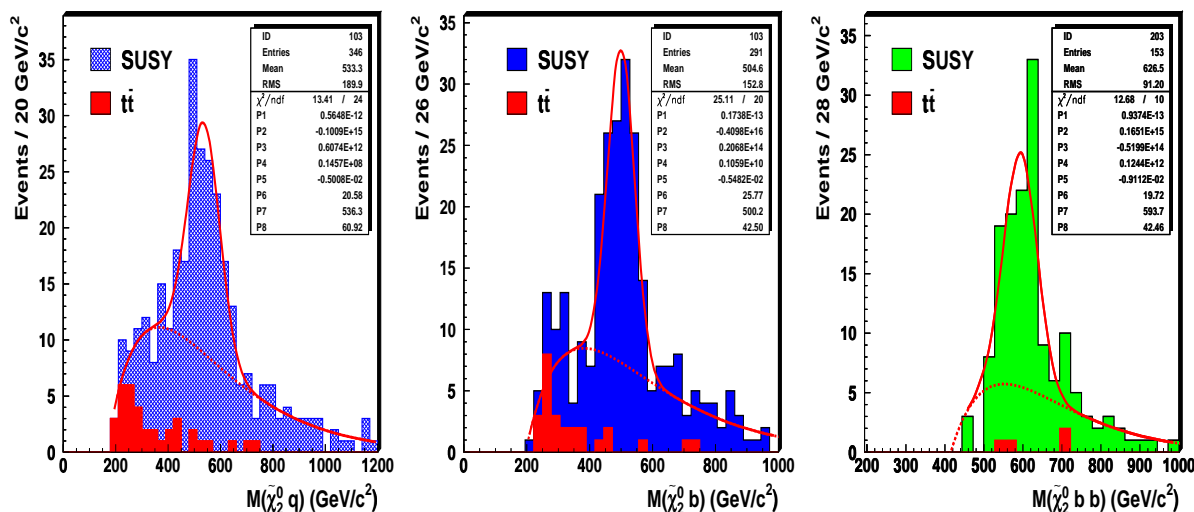 Events / 20 GeV/c²
35
30
25
20
15
10
5
0
SUSY
tt̄
ID 103
Entries 346
Mean 533.3
RMS 189.9
χ²/ndf 13.41 / 24
P1 0.5648E-12
P2 -0.1009E+15
P3 0.6074E+12
P4 0.1457E+08
P5 -0.5008E-02
P6 20.58
P7 536.3
P8 60.92
0 200 400 600 800 1000 1200
M(χ̃₂⁰ q) (GeV/c²)
Events / 26 GeV/c²
35
30
25
20
15
10
5
0
SUSY
tt̄
ID 103
Entries 291
Mean 504.6
RMS 152.8
χ²/ndf 25.11 / 20
P1 0.1738E-13
P2 -0.4098E+16
P3 0.2068E+14
P4 0.1059E+10
P5 -0.5482E-02
P6 25.77
P7 500.2
P8 42.50
0 200 400 600 800 1000
M(χ̃₂⁰ b) (GeV/c²)
Events / 28 GeV/c²
35
30
25
20
15
10
5
0
SUSY
tt̄
ID 203
Entries 153
Mean 626.5
RMS 91.20
χ²/ndf 12.68 / 10
P1 0.9374E-13
P2 0.1651E+15
P3 -0.5199E+14
P4 0.1244E+12
P5 -0.9112E-02
P6 19.72
P7 593.7
P8 42.46
200 300 400 500 600 700 800 900 1000
M(χ̃₂⁰ b b) (GeV/c²)